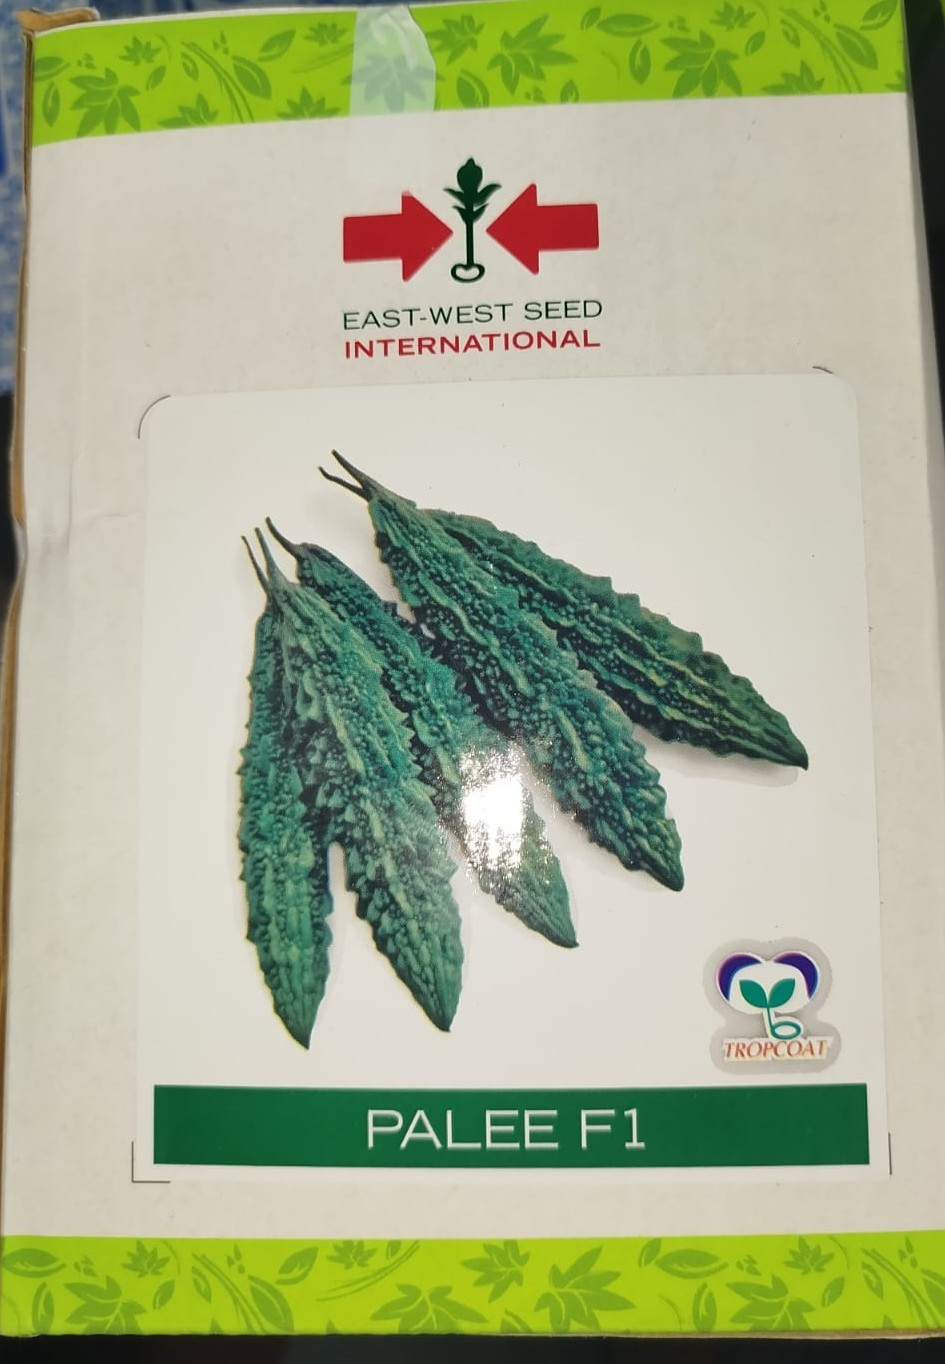 EAST-WEST SEED
INTERNATIONAL
TROPCOAT
PALEE F1